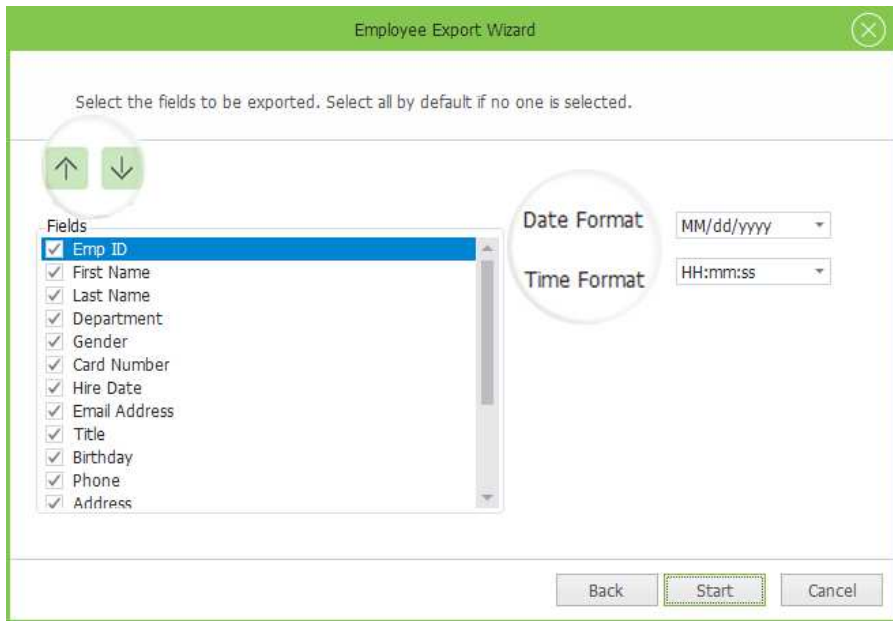 Employee Export Wizard
Select the fields to be exported. Select all by default if no one is selected.
Fields
Emp ID
First Name
Last Name
Department
Gender
Card Number
Hire Date
Email Address
Title
Birthday
Phone
Address
Date Format
MM/dd/yyyy
Time Format
HH:mm:ss
Back
Start
Cancel